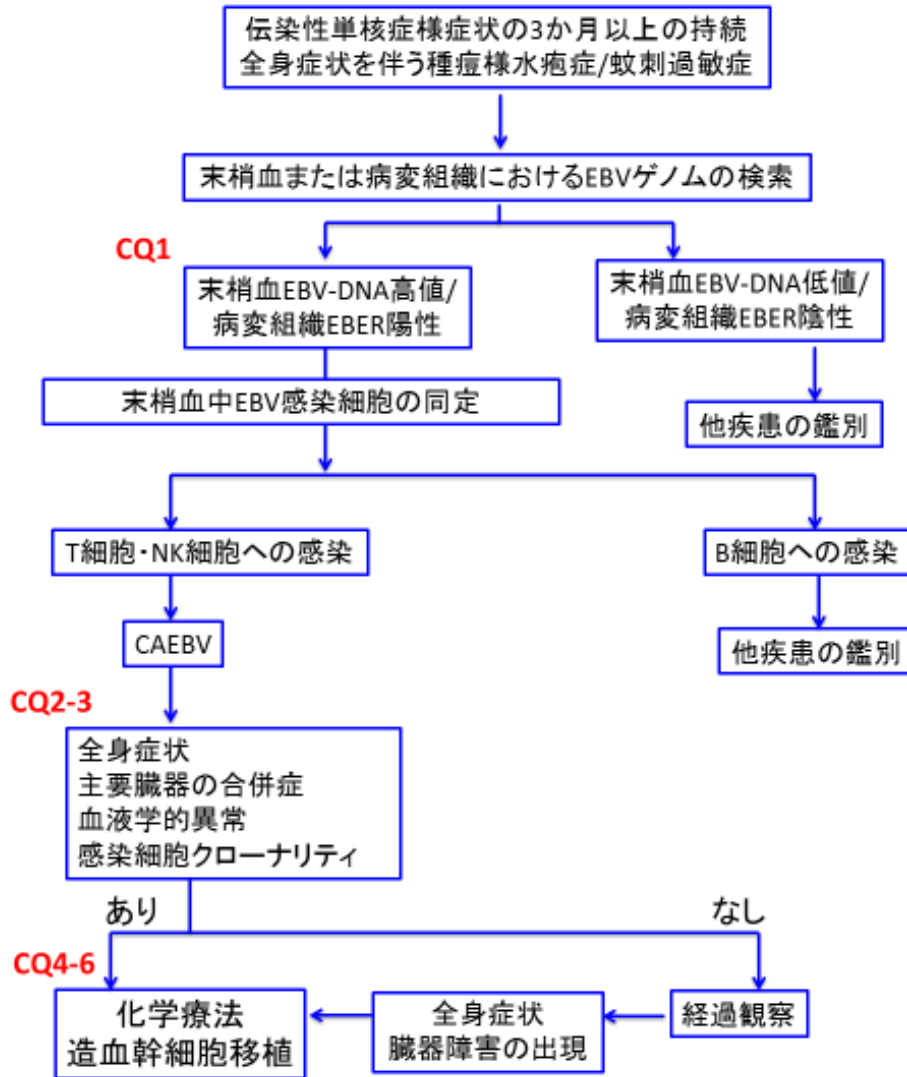 伝染性単核症様症状の3か月以上の持続
全身症状を伴う種痘様水疱症/蚊刺過敏症
末梢血または病変組織におけるEBVゲノムの検索
CQ1
末梢血EBV-DNA高値/
病変組織EBER陽性
末梢血EBV-DNA低値/
病変組織EBER陰性
末梢血中EBV感染細胞の同定
他疾患の鑑別
T細胞・NK細胞への感染
B細胞への感染
CAEBV
他疾患の鑑別
CQ2-3
全身症状
主要臓器の合併症
血液学的異常
感染細胞クローナリティ
あり
なし
CQ4-6
化学療法
造血幹細胞移植
全身症状
臓器障害の出現
経過観察